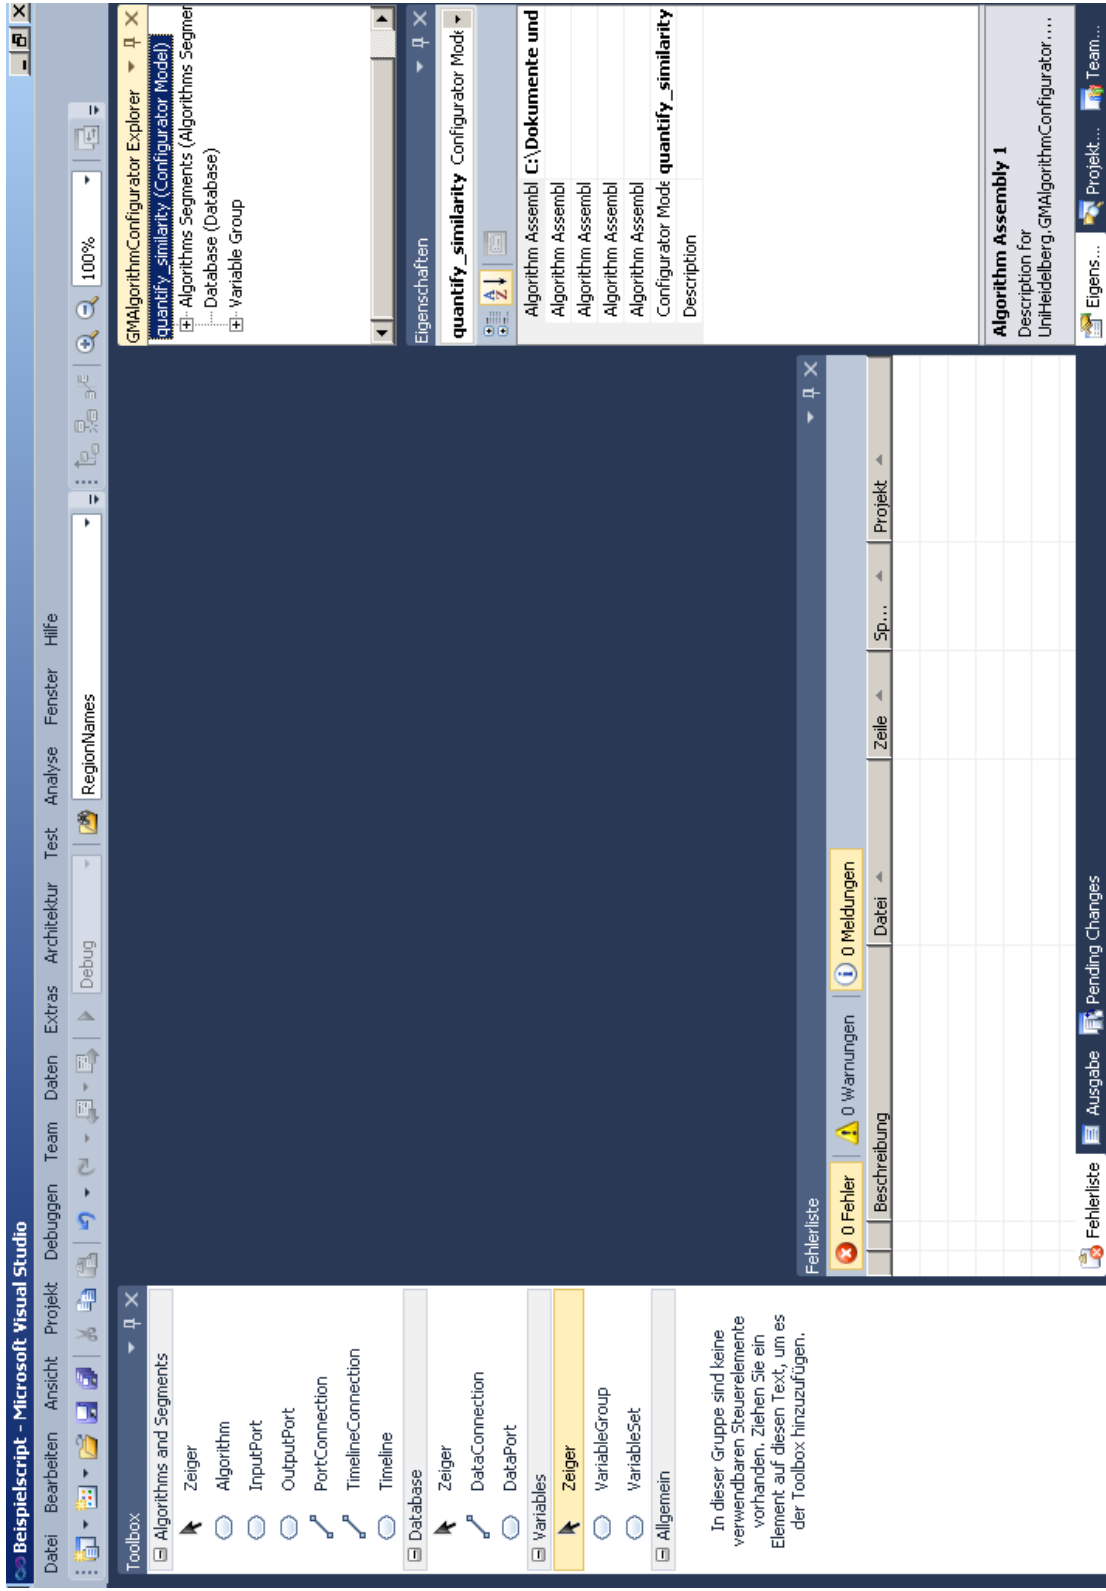 Beispielscript - Microsoft Visual Studio
Datei Bearbeiten Ansicht Projekt Debuggen Team Daten Extras Architektur Test Analyse Fenster Hilfe
Debug RegionNames 100%
Toolbox
Algorithms and Segments
Zeiger
Algorithm
InputPort
OutputPort
PortConnection
TimelineConnection
Timeline
Database
Zeiger
DataConnection
DataPort
Variables
Zeiger
VariableGroup
VariableSet
Allgemein
In dieser Gruppe sind keine
verwendbaren Steuerelemente
vorhanden. Ziehen Sie ein
Element auf diesen Text, um es
der Toolbox hinzuzufügen.
Fehlerliste
0 Fehler 0 Warnungen 0 Meldungen
Beschreibung Datei Zeile Sp... Projekt
Fehlerliste Ausgabe Pending Changes
GMAlgorithmConfigurator Explorer
quantify_similarity (Configurator Model)
Algorithms Segments (Algorithms Segmer
Database (Database)
Variable Group
Eigenschaften
quantify_similarity Configurator Mode
Algorithm Assembl C:\Dokumente und
Algorithm Assembl
Algorithm Assembl
Algorithm Assembl
Algorithm Assembl
Configurator Mode quantify_similarity
Description
Algorithm Assembly 1
Description for
UniHeidelberg.GMAlgorithmConfigurator....
Eigens... Projekt... Team...